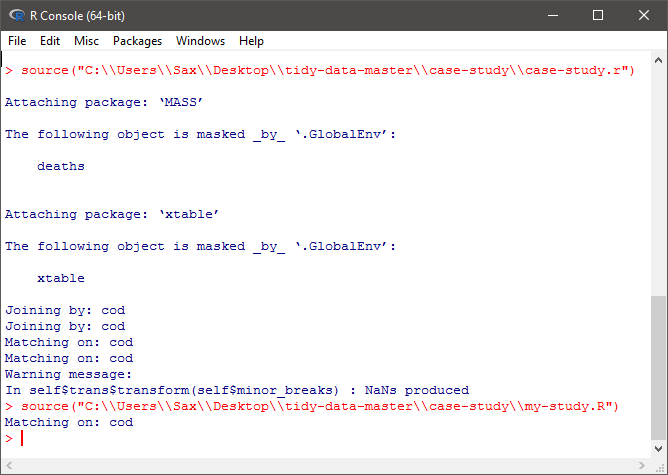 R Console (64-bit)
File Edit Misc Packages Windows Help
> source("C:\\Users\\Sax\\Desktop\\tidy-data-master\\case-study\\case-study.r")
Attaching package: ‘MASS’
The following object is masked _by_ ‘.GlobalEnv’:
deaths
Attaching package: ‘xtable’
The following object is masked _by_ ‘.GlobalEnv’:
xtable
Joining by: cod
Joining by: cod
Matching on: cod
Matching on: cod
Warning message:
In self$trans$transform(self$minor_breaks) : NaNs produced
> source("C:\\Users\\Sax\\Desktop\\tidy-data-master\\case-study\\my-study.R")
Matching on: cod
>